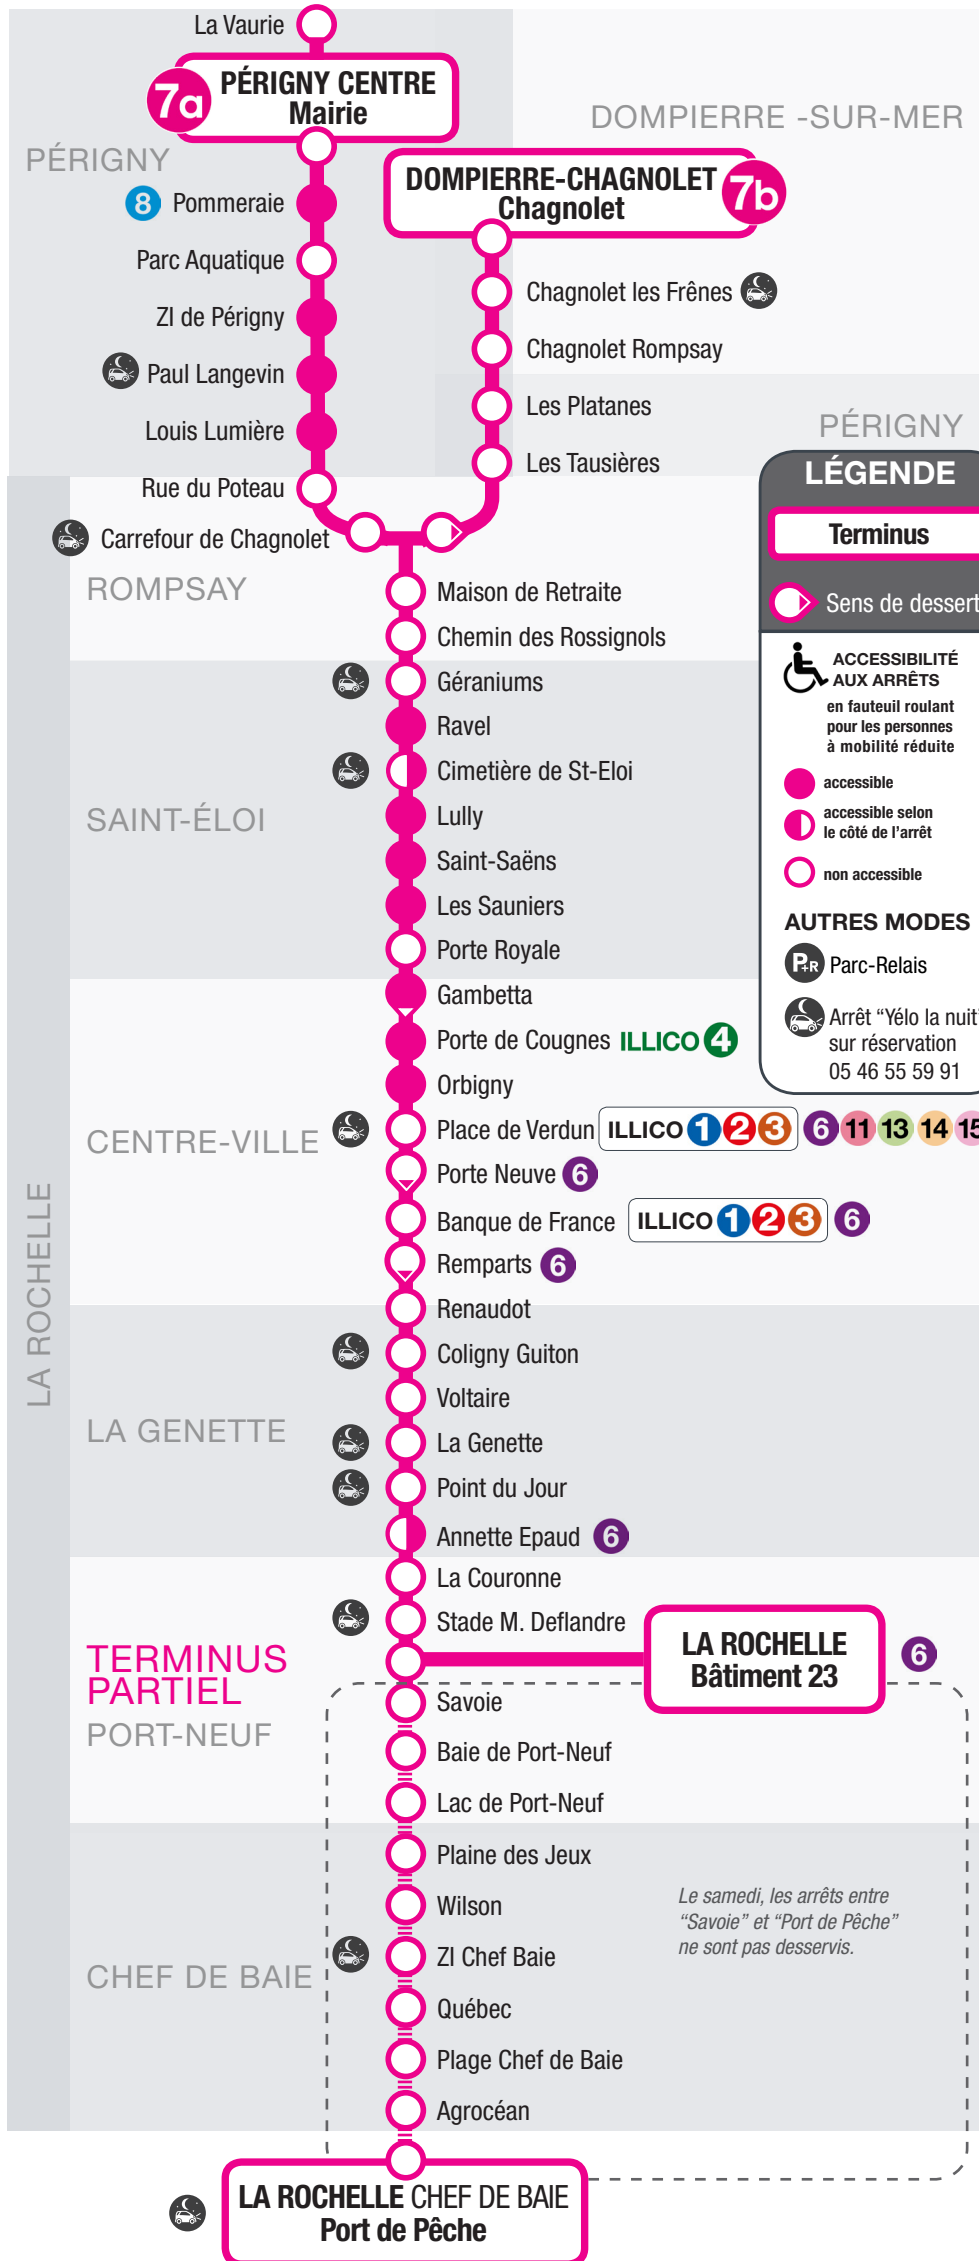 La Vaurie
7a
PÉRIGNY CENTRE
Mairie
DOMPIERRE -SUR-MER
PÉRIGNY
DOMPIERRE-CHAGNOLET
Chagnolet
7b
8 Pommeraie
Parc Aquatique
ZI de Périgny
Paul Langevin
Louis Lumière
Rue du Poteau
Carrefour de Chagnolet
Chagnolet les Frênes
Chagnolet Rompsay
Les Platanes
Les Tausières
PÉRIGNY
LÉGENDE
Terminus
Sens de dessert
ACCESSIBILITÉ
AUX ARRÊTS
en fauteuil roulant
pour les personnes
à mobilité réduite
accessible
accessible selon
le côté de l'arrêt
non accessible
AUTRES MODES
P+R Parc-Relais
Arrêt “Yélo la nuit”
sur réservation
05 46 55 59 91
LA ROCHELLE
ROMPSAY
Maison de Retraite
Chemin des Rossignols
SAINT-ÉLOI
Géraniums
Ravel
Cimetière de St-Eloi
Lully
Saint-Saëns
Les Sauniers
Porte Royale
CENTRE-VILLE
Gambetta
Porte de Cougnes ILLICO 4
Orbigny
Place de Verdun ILLICO 1 2 3 6 11 13 14 15
Porte Neuve 6
Banque de France ILLICO 1 2 3 6
Remparts 6
LA GENETTE
Renaudot
Coligny Guiton
Voltaire
La Genette
Point du Jour
Annette Epaud 6
La Couronne
Stade M. Deflandre
TERMINUS
PARTIEL
PORT-NEUF
LA ROCHELLE
Bâtiment 23
6
Savoie
Baie de Port-Neuf
Lac de Port-Neuf
CHEF DE BAIE
Plaine des Jeux
Wilson
ZI Chef Baie
Québec
Plage Chef de Baie
Agrocéan
Le samedi, les arrêts entre
“Savoie” et “Port de Pêche”
ne sont pas desservis.
LA ROCHELLE CHEF DE BAIE
Port de Pêche